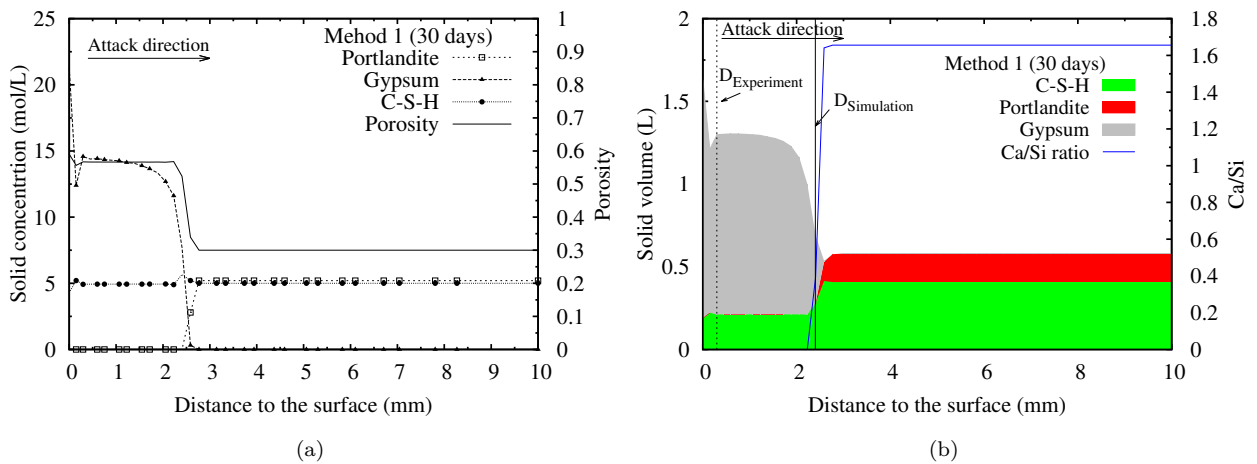 25
20
15
10
5
0
Solid concentrtion (mol/L)
Attack direction
Mehod 1 (30 days)
Portlandite
Gypsum
C-S-H
Porosity
1
0.9
0.8
0.7
0.6
0.5
0.4
0.3
0.2
0.1
0
Porosity
0 1 2 3 4 5 6 7 8 9 10
Distance to the surface (mm)
(a)
2
1.5
1
0.5
0
Solid volume (L)
Attack direction
D_Experiment
D_Simulation
Method 1 (30 days)
C-S-H
Portlandite
Gypsum
Ca/Si ratio
1.8
1.6
1.4
1.2
1
0.8
0.6
0.4
0.2
0
Ca/Si
0 2 4 6 8 10
Distance to the surface (mm)
(b)